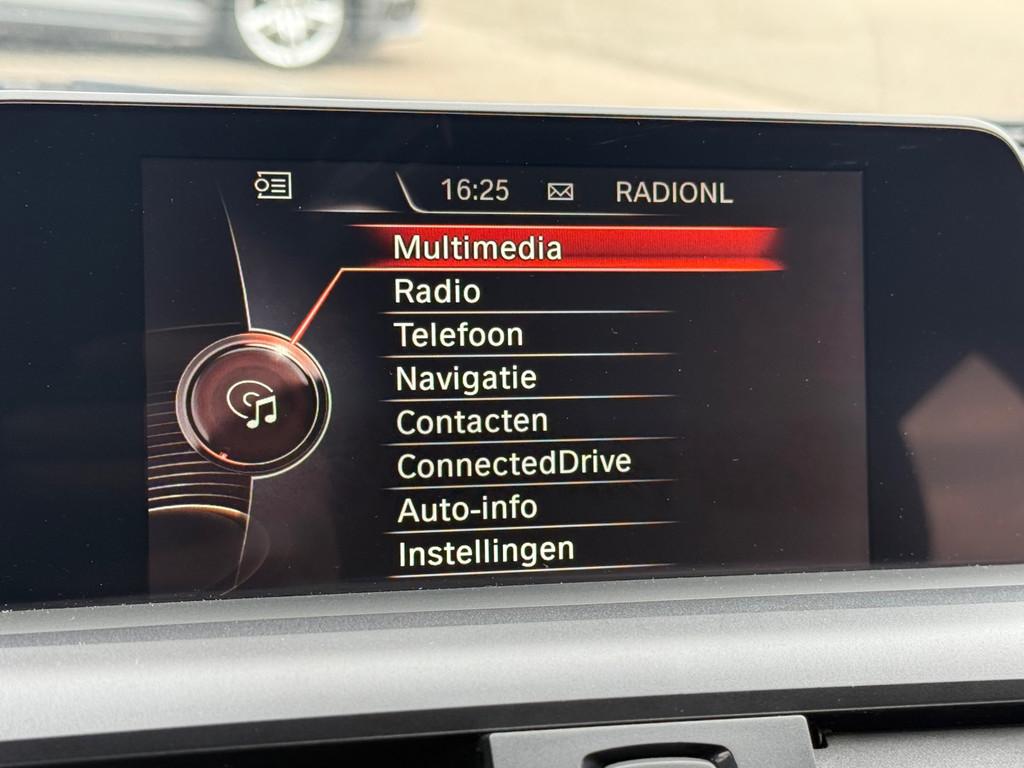 16:25 RADIONL
Multimedia
Radio
Telefoon
Navigatie
Contacten
ConnectedDrive
Auto-info
Instellingen